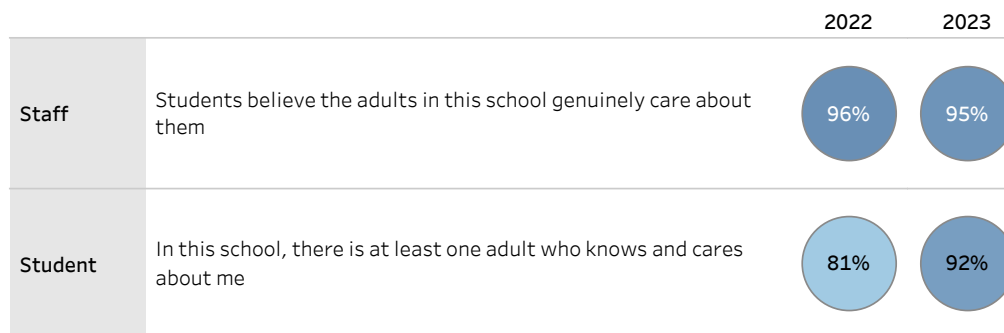 2022 2023
Staff
Students believe the adults in this school genuinely care about
them
96% 95%
Student
In this school, there is at least one adult who knows and cares
about me
81% 92%